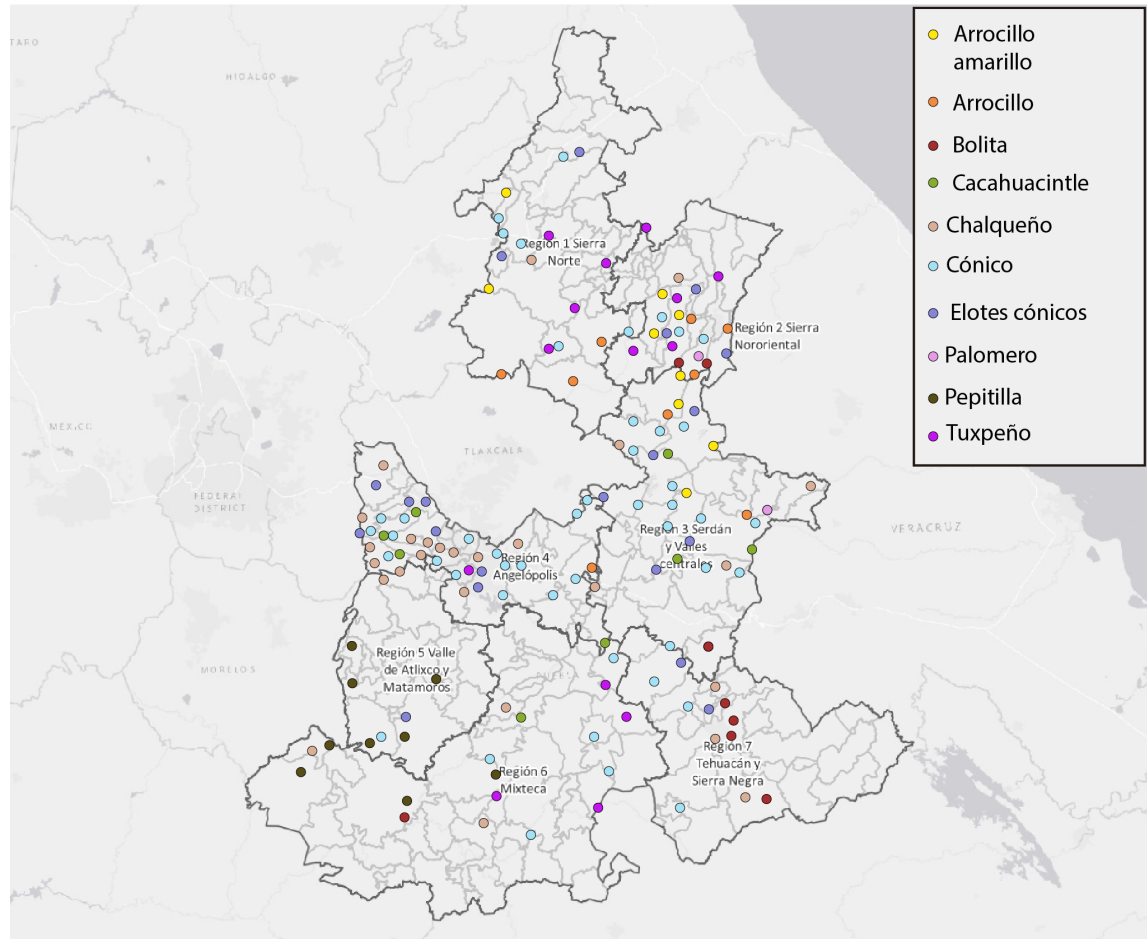 Arrocillo
amarillo
Arrocillo
Bolita
Cacahuacintle
Chalqueño
Cónico
Elotes cónicos
Palomero
Pepitilla
Tuxpeño
HIDALGO
Región 1 Sierra
Norte
Región 2 Sierra
Nororiental
MEXICO
TLAXCALA
FEDERAL
DISTRICT
VERACRUZ
Región 3 Serdán
y Valles
centrales
Región 4
Angelópolis
MORELOS
Región 5 Valle
de Atlixco y
Matamoros
PUEBLA
Región 6
Mixteca
Región 7
Tehuacán y
Sierra Negra